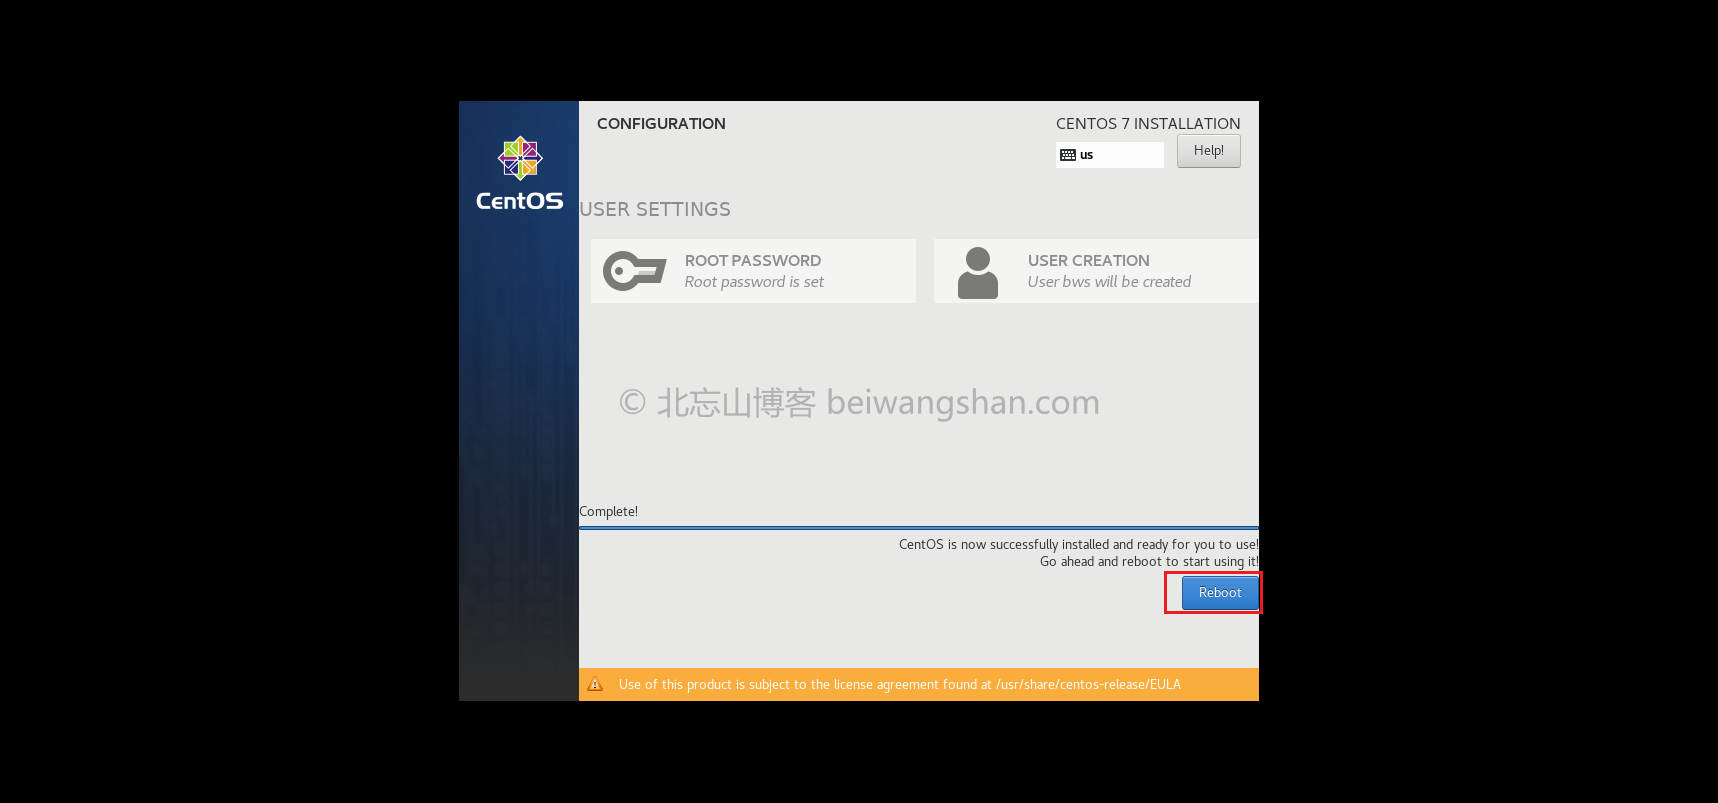 CentOS
CONFIGURATION
CENTOS 7 INSTALLATION
us
Help!
USER SETTINGS
ROOT PASSWORD
Root password is set
USER CREATION
User bws will be created
© 北忘山博客 beiwangshan.com
Complete!
CentOS is now successfully installed and ready for you to use!
Go ahead and reboot to start using it!
Reboot
Use of this product is subject to the license agreement found at /usr/share/centos-release/EULA